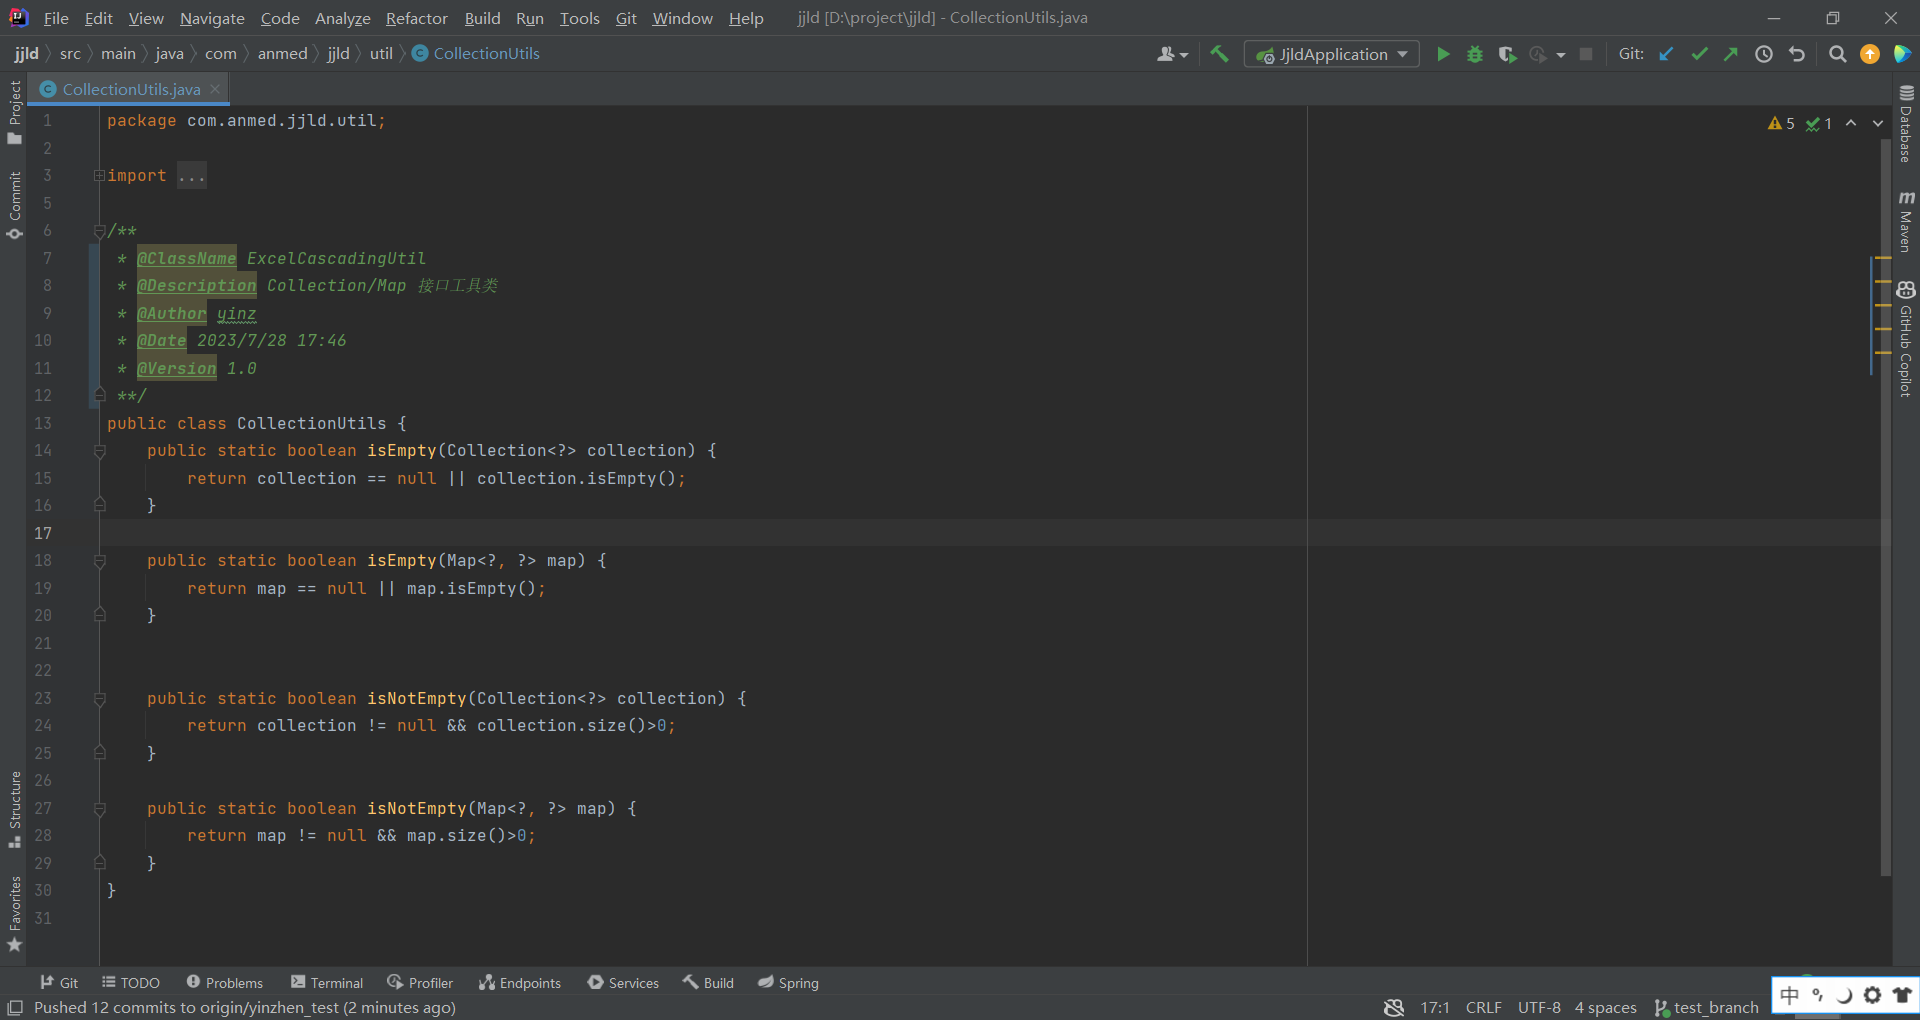 File Edit View Navigate Code Analyze Refactor Build Run Tools Git Window Help jjld [D:\project\jjld] - CollectionUtils.java
jjld src main java com anmed jjld util CollectionUtils JjldApplication Git:
CollectionUtils.java
Project
Commit
Structure
Favorites
1 package com.anmed.jjld.util;
2
3 import ...
5
6 /**
7 * @ClassName ExcelCascadingUtil
8 * @Description Collection/Map 接口工具类
9 * @Author yinz
10 * @Date 2023/7/28 17:46
11 * @Version 1.0
12 **/
13 public class CollectionUtils {
14 public static boolean isEmpty(Collection<?> collection) {
15 return collection == null || collection.isEmpty();
16 }
17
18 public static boolean isEmpty(Map<?, ?> map) {
19 return map == null || map.isEmpty();
20 }
21
22
23 public static boolean isNotEmpty(Collection<?> collection) {
24 return collection != null && collection.size()>0;
25 }
26
27 public static boolean isNotEmpty(Map<?, ?> map) {
28 return map != null && map.size()>0;
29 }
30 }
31
5 1
Database
Maven
GitHub Copilot
Git TODO Problems Terminal Profiler Endpoints Services Build Spring
Pushed 12 commits to origin/yinzhen_test (2 minutes ago) 17:1 CRLF UTF-8 4 spaces test_branch
中